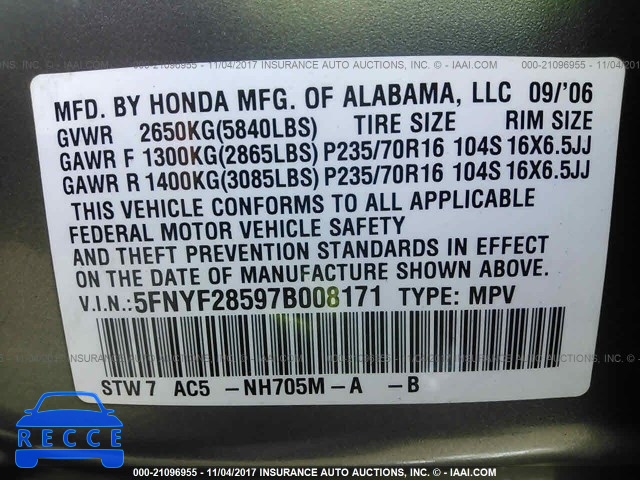 000-21096955 - 11/04/2017 INSURANCE AUTO AUCTIONS, INC. - © - IAAI.COM
000-21096955 - IAAI.COM
MFD. BY HONDA MFG. OF ALABAMA, LLC 09/'06
GVWR 2650KG(5840LBS) TIRE SIZE RIM SIZE
GAWR F 1300KG(2865LBS) P235/70R16 104S 16X6.5JJ
GAWR R 1400KG(3085LBS) P235/70R16 104S 16X6.5JJ
THIS VEHICLE CONFORMS TO ALL APPLICABLE
FEDERAL MOTOR VEHICLE SAFETY
AND THEFT PREVENTION STANDARDS IN EFFECT
ON THE DATE OF MANUFACTURE SHOWN ABOVE.
V.I.N.: 5FNYF28597B008171 TYPE: MPV
STW 7 AC5 -NH705M-A -B
RECCE
000-21096955 - 11/04/2017 INSURANCE AUTO AUCTIONS, INC. - © - IAAI.COM